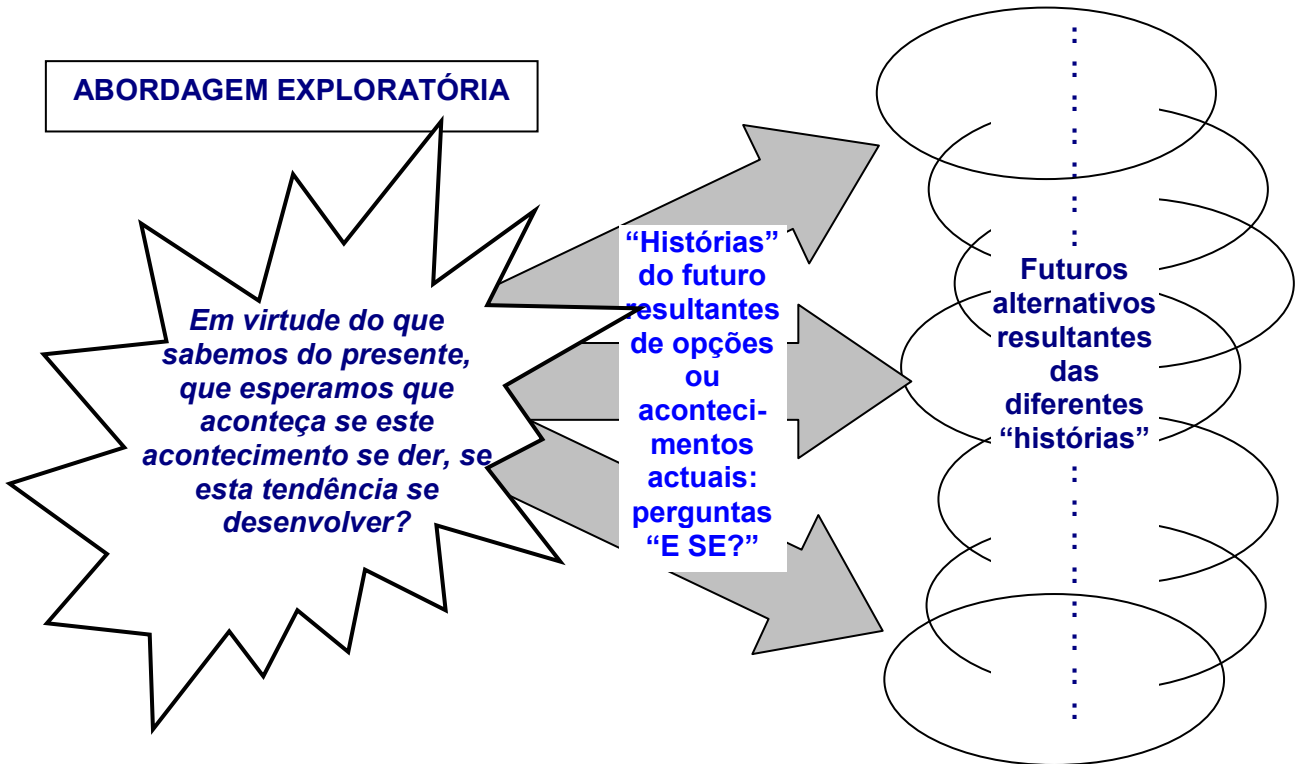 ABORDAGEM EXPLORATÓRIA
Em virtude do que
sabemos do presente,
que esperamos que
aconteça se este
acontecimento se der, se
esta tendência se
desenvolver?
“Histórias”
do futuro
resultantes
de opções
ou
aconteci-
mentos
actuais:
perguntas
“E SE?”
Futuros
alternativos
resultantes
das
diferentes
“histórias”